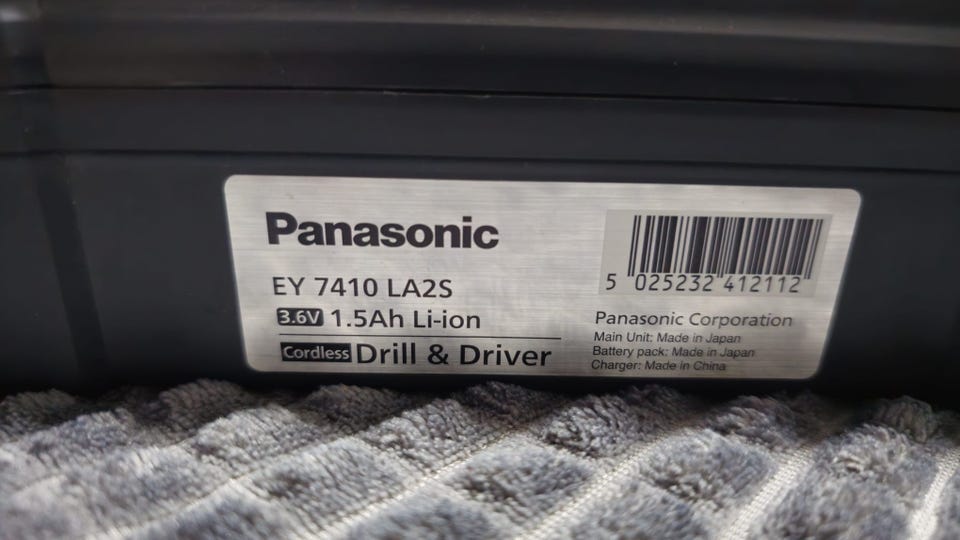 Panasonic
EY 7410 LA2S
3.6V 1.5Ah Li-ion
Cordless Drill & Driver
5 025232 412112
Panasonic Corporation
Main Unit: Made in Japan
Battery pack: Made in Japan
Charger: Made in China